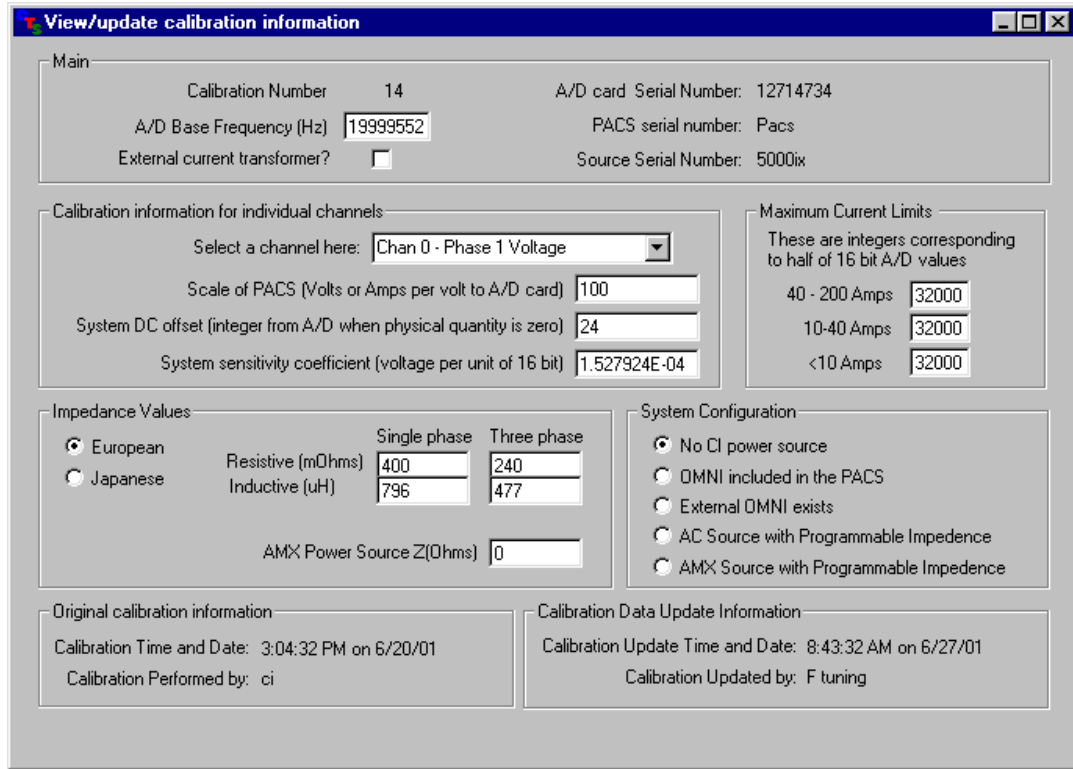 CTS View/update calibration information
Main
Calibration Number 14
A/D card Serial Number: 12714734
A/D Base Frequency (Hz) 19999552
PACS serial number: Pacs
External current transformer?
Source Serial Number: 5000ix
Calibration information for individual channels
Select a channel here: Chan 0 - Phase 1 Voltage
Scale of PACS (Volts or Amps per volt to A/D card) 100
System DC offset (integer from A/D when physical quantity is zero) 24
System sensitivity coefficient (voltage per unit of 16 bit) 1.527924E-04
Maximum Current Limits
These are integers corresponding
to half of 16 bit A/D values
40 - 200 Amps 32000
10-40 Amps 32000
<10 Amps 32000
Impedance Values
European
Japanese
Single phase Three phase
Resistive (mOhms) 400 240
Inductive (uH) 796 477
AMX Power Source Z(Ohms) 0
System Configuration
No CI power source
OMNI included in the PACS
External OMNI exists
AC Source with Programmable Impedence
AMX Source with Programmable Impedence
Original calibration information
Calibration Time and Date: 3:04:32 PM on 6/20/01
Calibration Performed by: ci
Calibration Data Update Information
Calibration Update Time and Date: 8:43:32 AM on 6/27/01
Calibration Updated by: F tuning